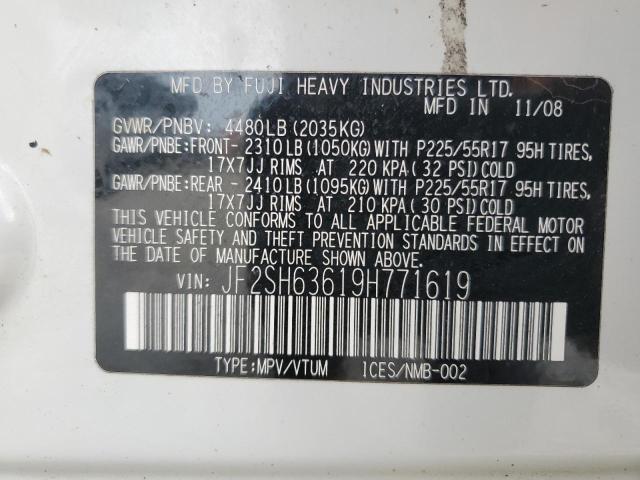 MFD BY FUJI HEAVY INDUSTRIES LTD.
MFD IN 11/08
GVWR/PNBV: 4480LB(2035KG)
GAWR/PNBE:FRONT- 2310LB(1050KG)WITH P225/55R17 95H TIRES,
17X7JJ RIMS AT 220 KPA(32 PSI)COLD
GAWR/PNBE:REAR - 2410LB(1095KG)WITH P225/55R17 95H TIRES,
17X7JJ RIMS AT 210 KPA(30 PSI)COLD
THIS VEHICLE CONFORMS TO ALL APPLICABLE FEDERAL MOTOR
VEHICLE SAFETY AND THEFT PREVENTION STANDARDS IN EFFECT ON
THE DATE OF MANUFACTURE SHOWN ABOVE.
VIN: JF2SH63619H771619
TYPE:MPV/VTUM ICES/NMB-002